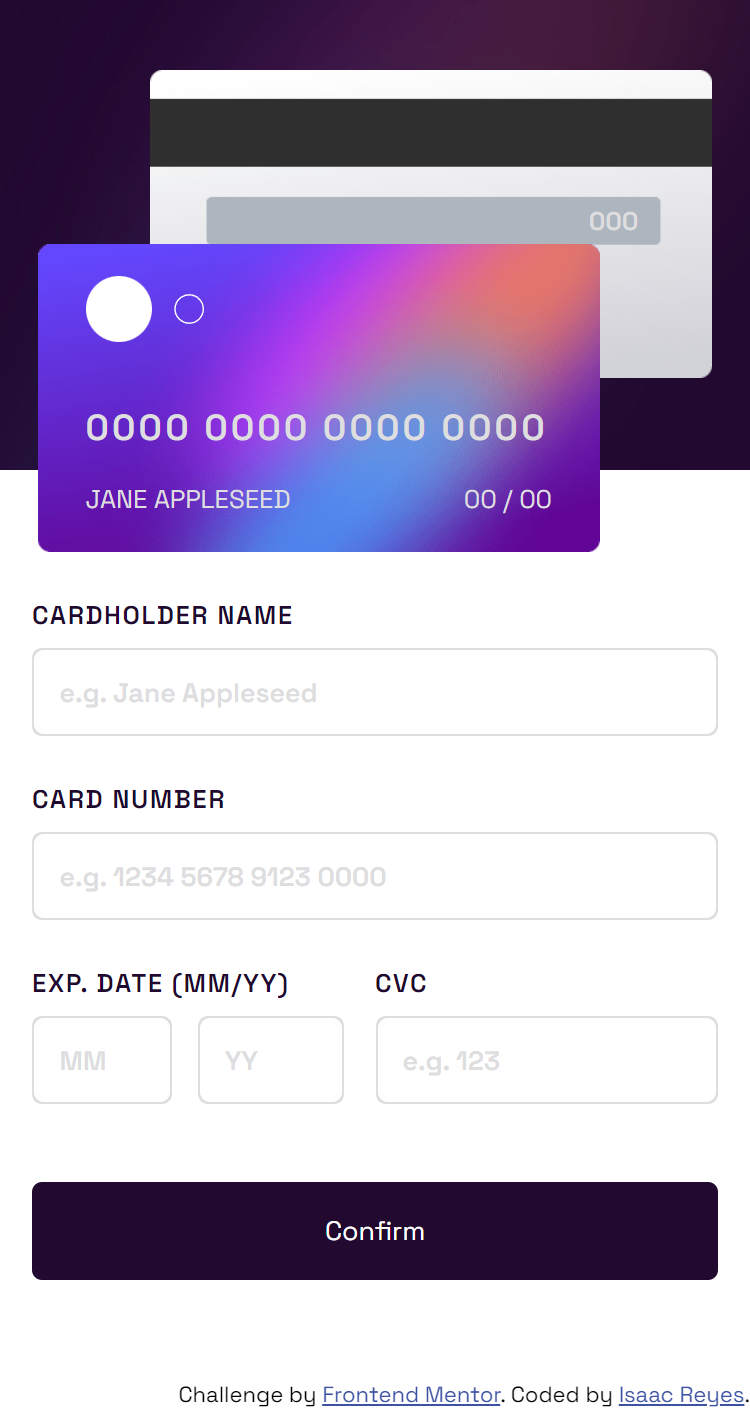 000
0000 0000 0000 0000
JANE APPLESEED 00 / 00
CARDHOLDER NAME
e.g. Jane Appleseed
CARD NUMBER
e.g. 1234 5678 9123 0000
EXP. DATE (MM/YY) CVC
MM YY e.g. 123
Confirm
Challenge by Frontend Mentor. Coded by Isaac Reyes.